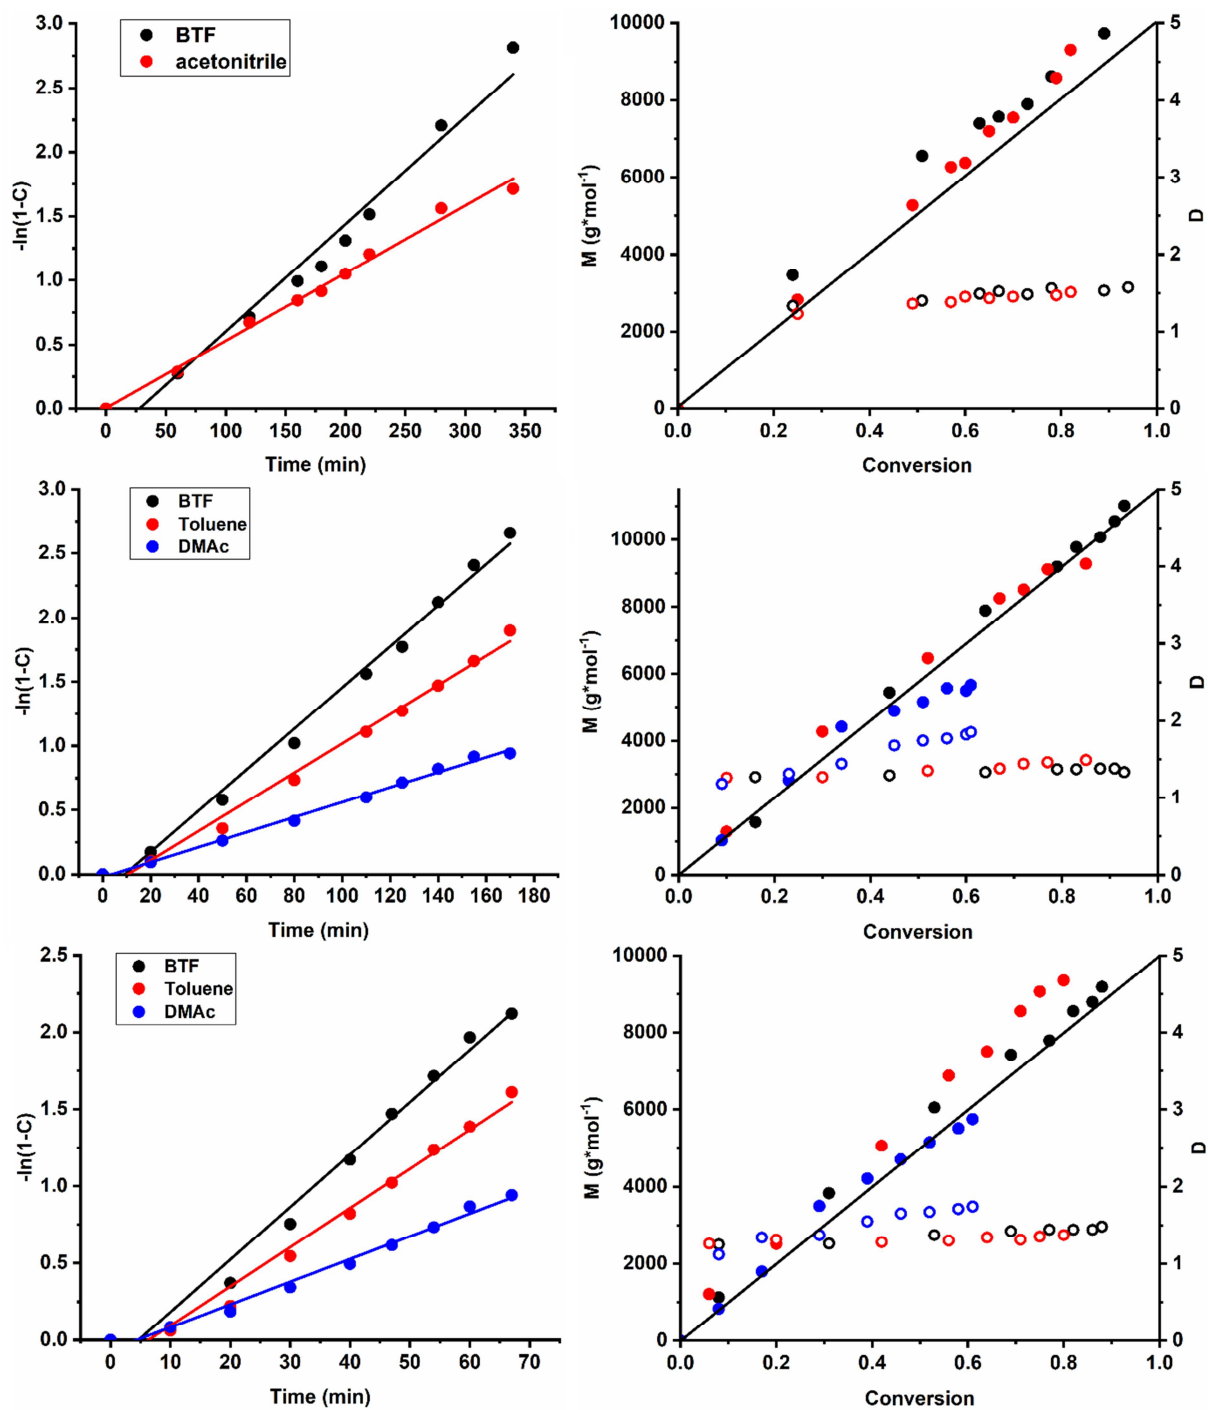 BTF
acetonitrile
3.0
2.5
2.0
1.5
1.0
0.5
0.0
-ln(1-C)
0 50 100 150 200 250 300 350
Time (min)
10000
8000
6000
4000
2000
0
M (g*mol-1)
5
4
3
2
1
0
D
0.0 0.2 0.4 0.6 0.8 1.0
Conversion
BTF
Toluene
DMAc
3.0
2.5
2.0
1.5
1.0
0.5
0.0
-ln(1-C)
0 20 40 60 80 100 120 140 160 180
Time (min)
10000
8000
6000
4000
2000
0
M (g*mol-1)
5
4
3
2
1
0
D
0.0 0.2 0.4 0.6 0.8 1.0
Conversion
BTF
Toluene
DMAc
2.5
2.0
1.5
1.0
0.5
0.0
-ln(1-C)
0 10 20 30 40 50 60 70
Time (min)
10000
8000
6000
4000
2000
0
M (g*mol-1)
5
4
3
2
1
0
D
0.0 0.2 0.4 0.6 0.8 1.0
Conversion